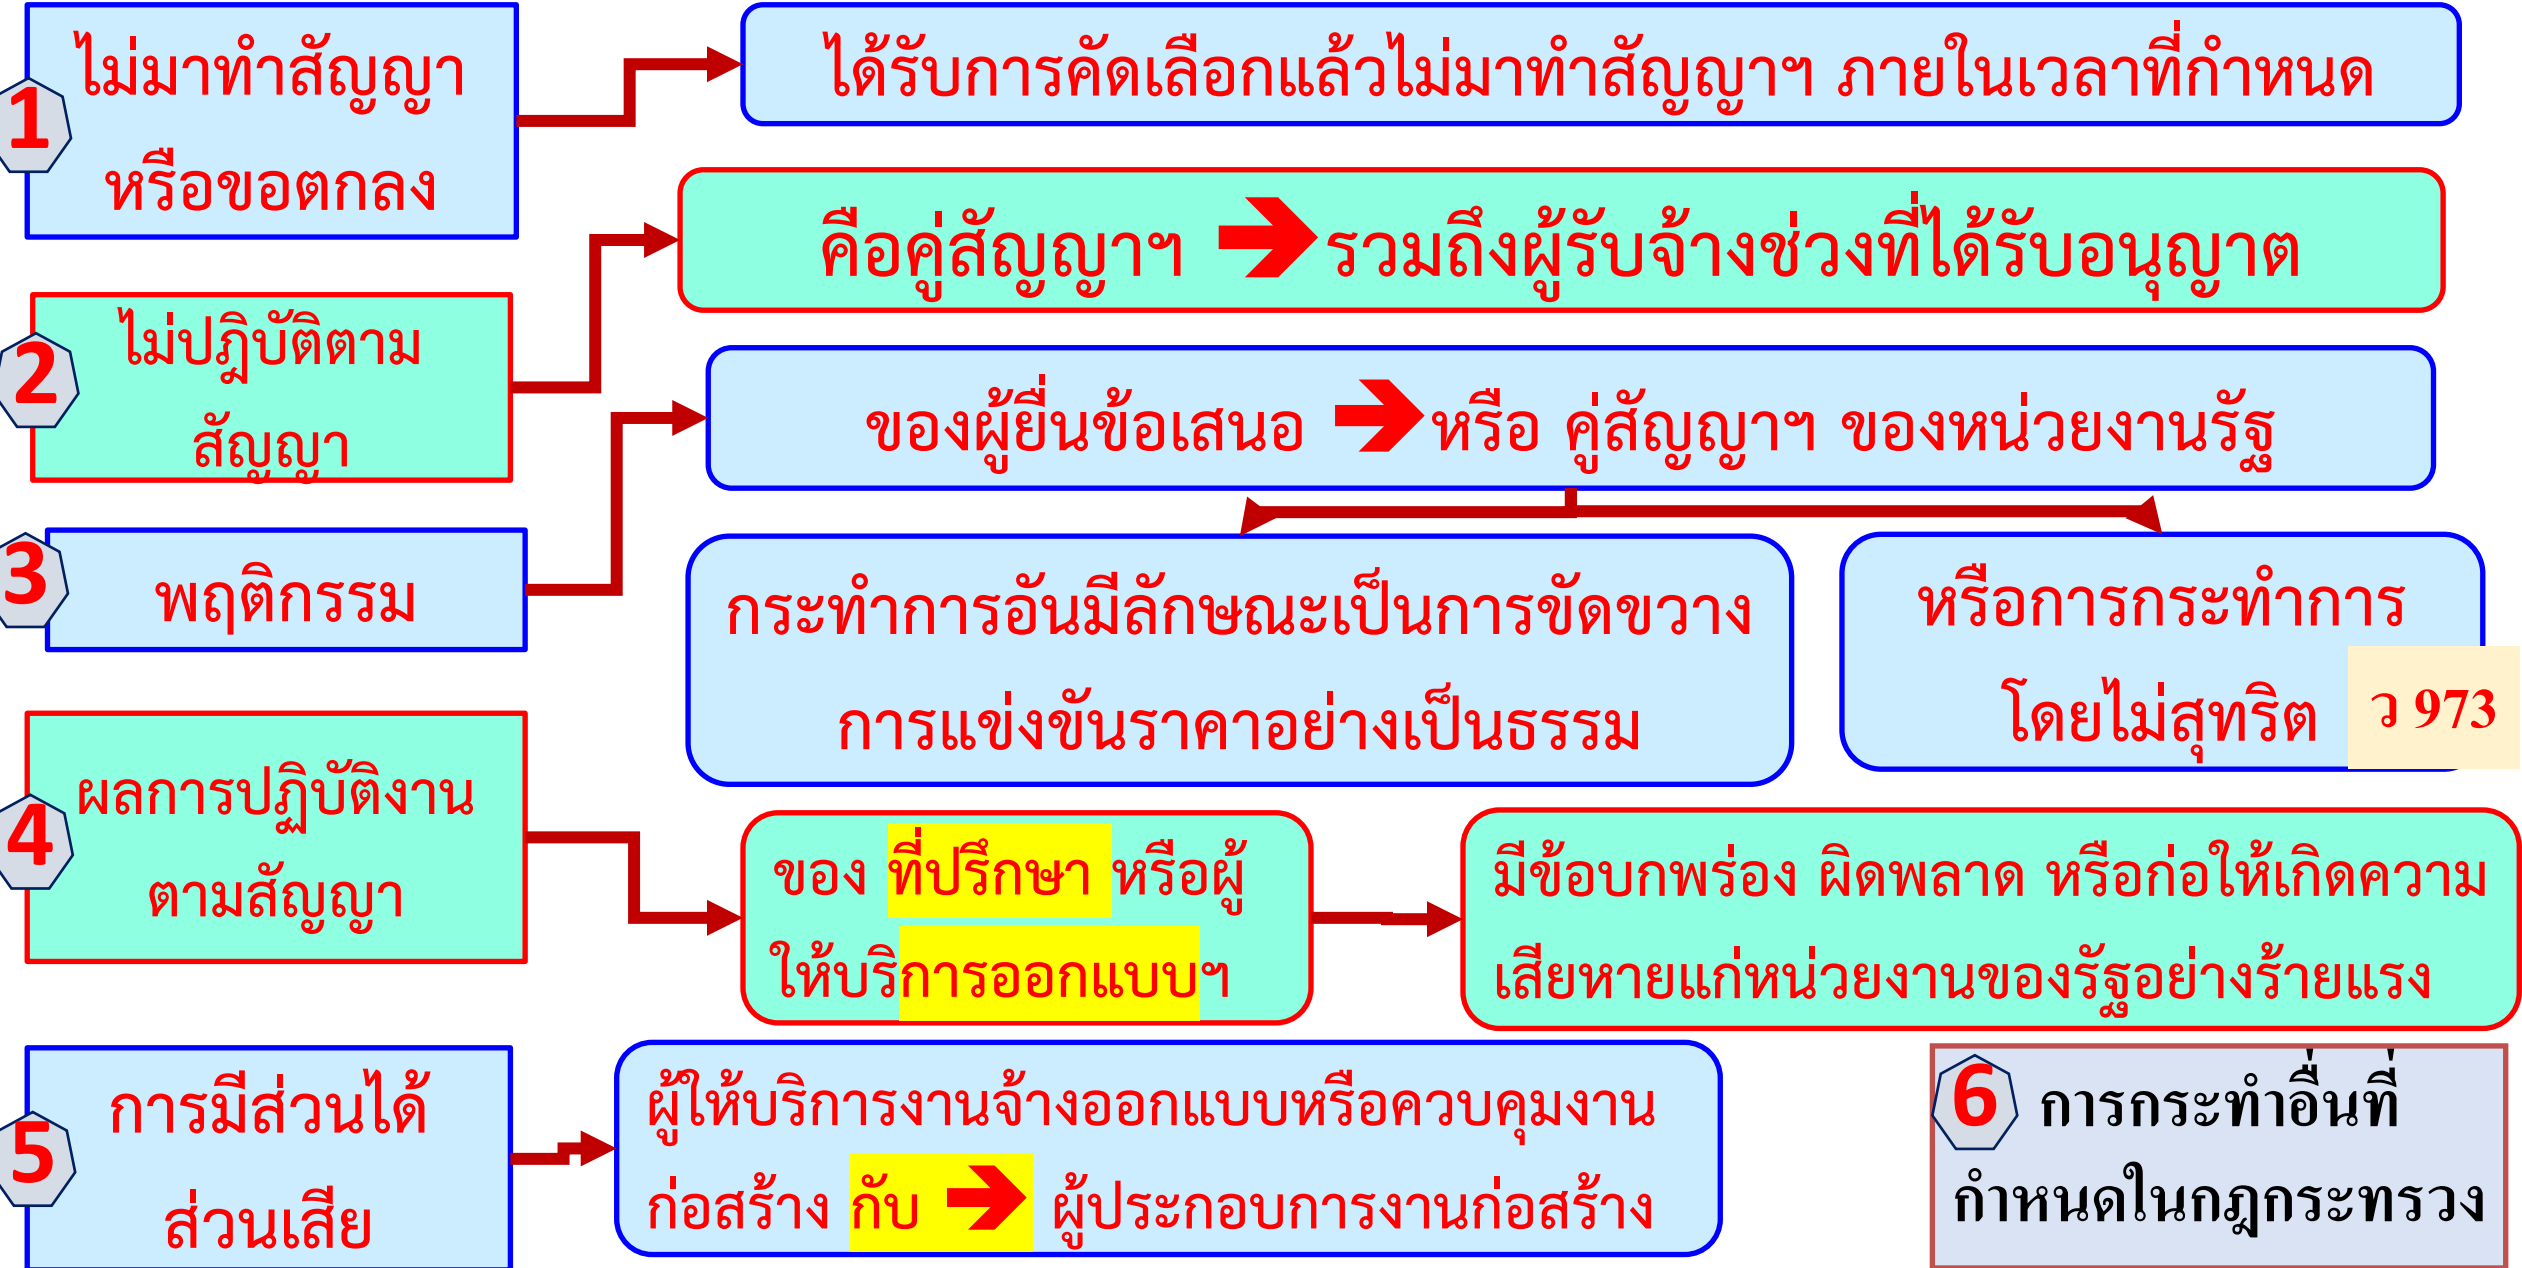 1
ไม่มาทำสัญญา
หรือขอตกลง
ได้รับการคัดเลือกแล้วไม่มาทำสัญญาฯ ภายในเวลาที่กำหนด
2
ไม่ปฎิบัติตาม
สัญญา
คือคู่สัญญาฯ ➔ รวมถึงผู้รับจ้างช่วงที่ได้รับอนุญาต
3
พฤติกรรม
ของผู้ยื่นข้อเสนอ ➔ หรือ คู่สัญญาฯ ของหน่วยงานรัฐ
กระทำการอันมีลักษณะเป็นการขัดขวาง
การแข่งขันราคาอย่างเป็นธรรม
หรือการกระทำการ
โดยไม่สุทริต
ว 973
4
ผลการปฏิบัติงาน
ตามสัญญา
ของ ที่ปรึกษา หรือผู้
ให้บริการออกแบบฯ
มีข้อบกพร่อง ผิดพลาด หรือก่อให้เกิดความ
เสียหายแก่หน่วยงานของรัฐอย่างร้ายแรง
5
การมีส่วนได้
ส่วนเสีย
ผู้ให้บริการงานจ้างออกแบบหรือควบคุมงาน
ก่อสร้าง กับ ➔ ผู้ประกอบการงานก่อสร้าง
6 การกระทำอื่นที่
กำหนดในกฎกระทรวง